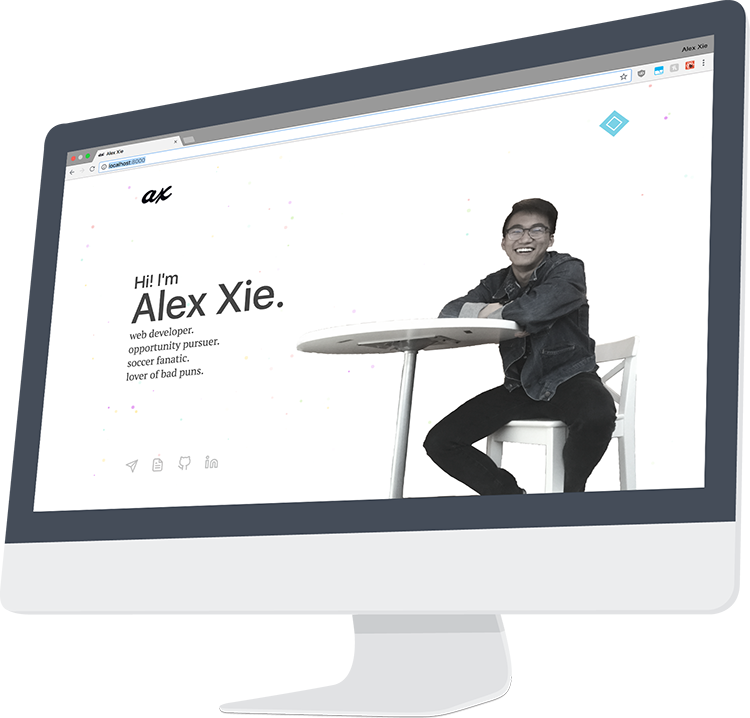 Alex Xie
ax Alex Xie
localhost:8000
ax
Hi! I'm
Alex Xie.
web developer.
opportunity pursuer.
soccer fanatic.
lover of bad puns.
in